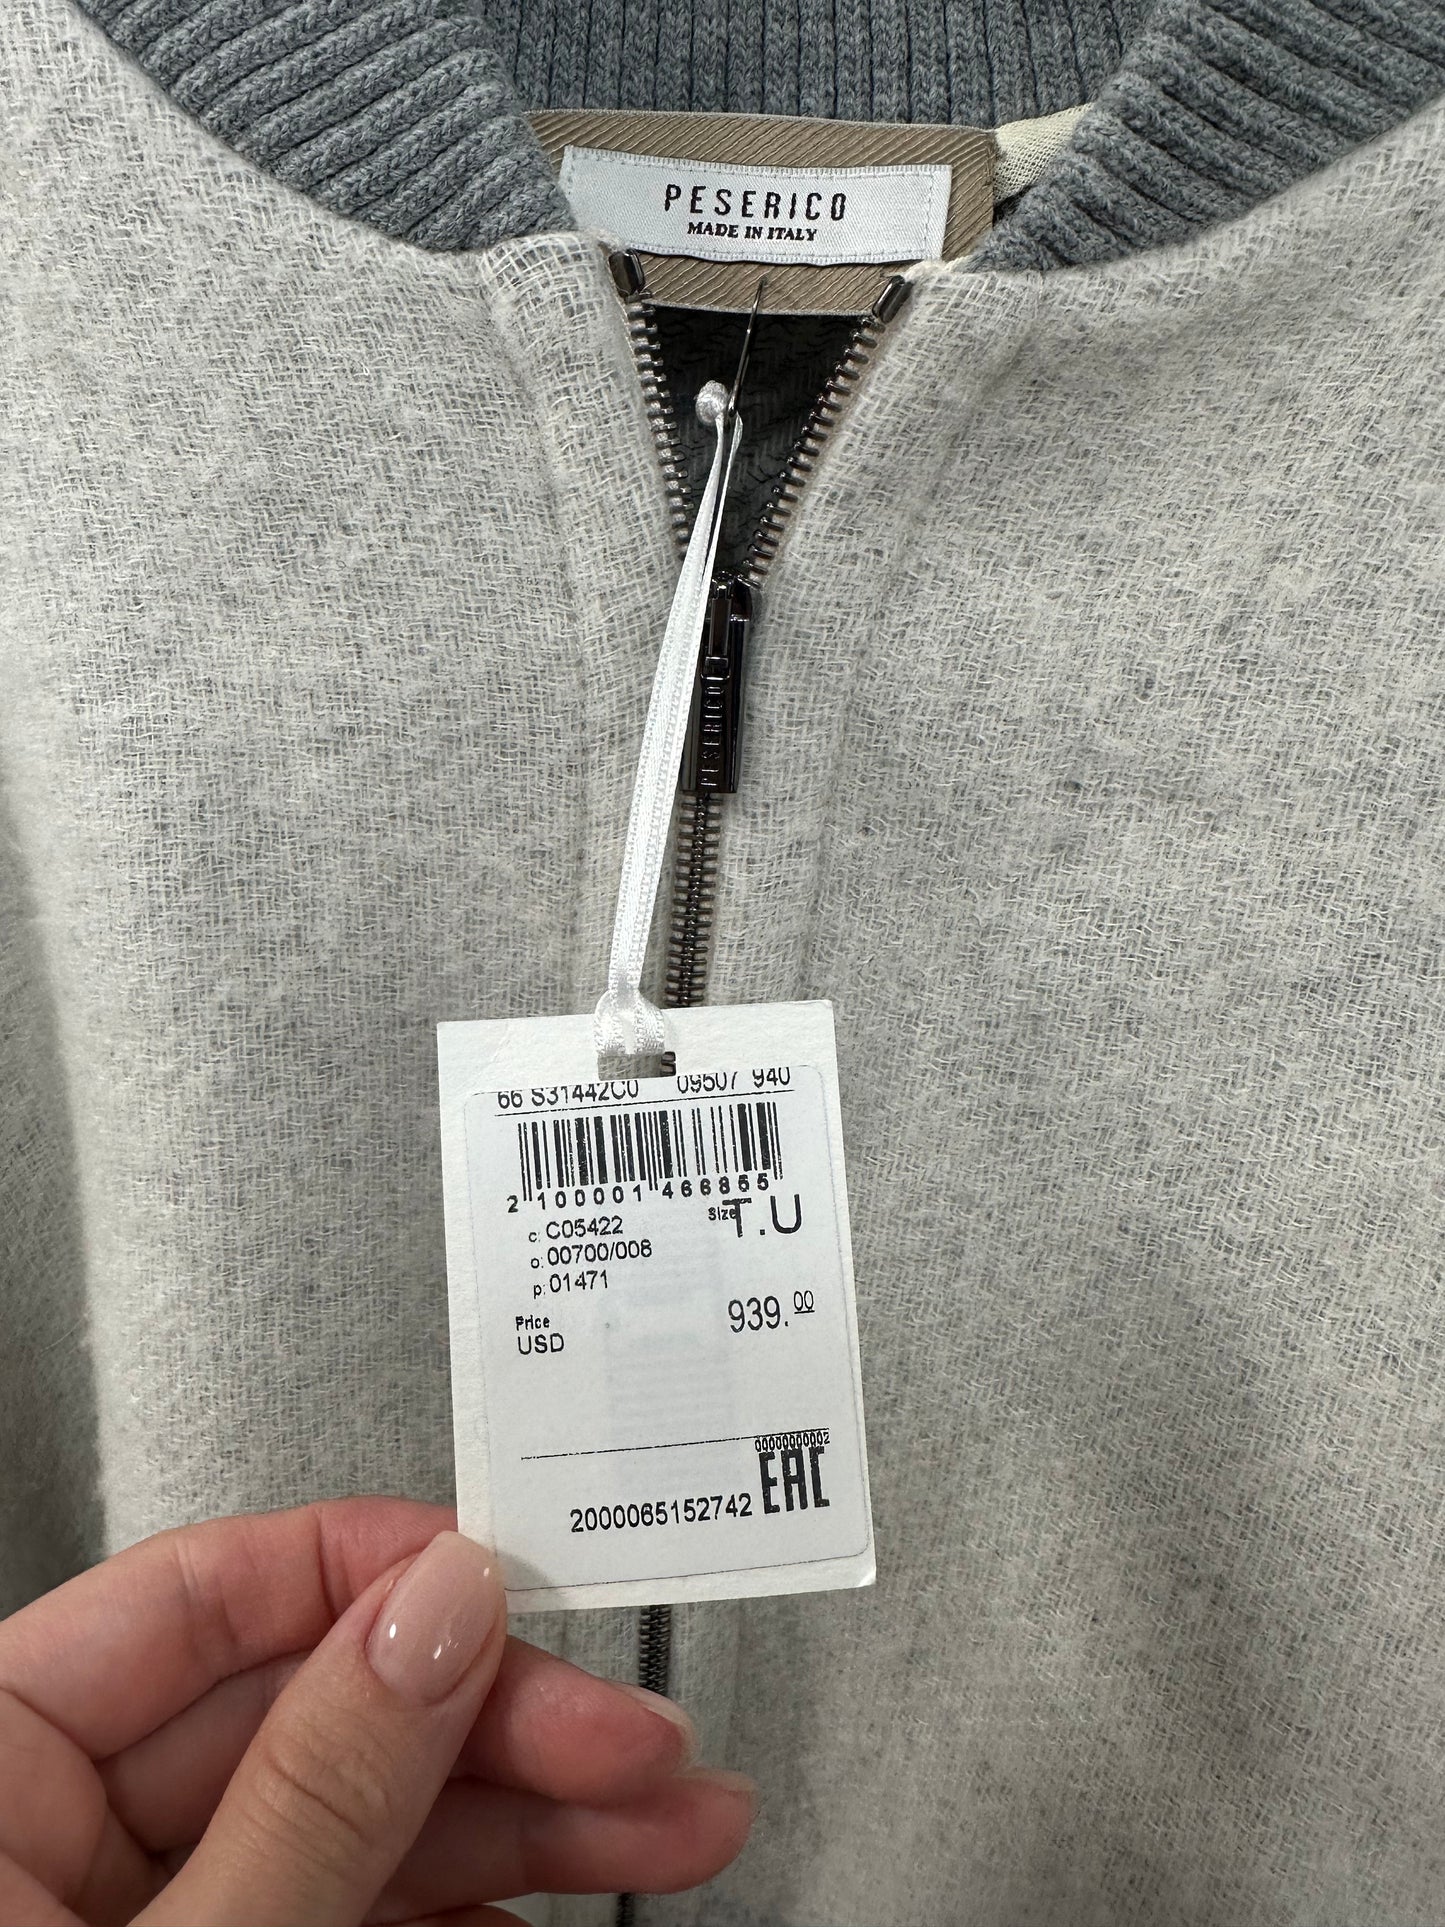 PESERICO
MADE IN ITALY
PESERICO
66 S31442C0 09507 940
2 100001 466855
c: C05422
Size T.U
o: 00700/008
p: 01471
Price
USD
939.00
00000000002
EAC
2000065152742